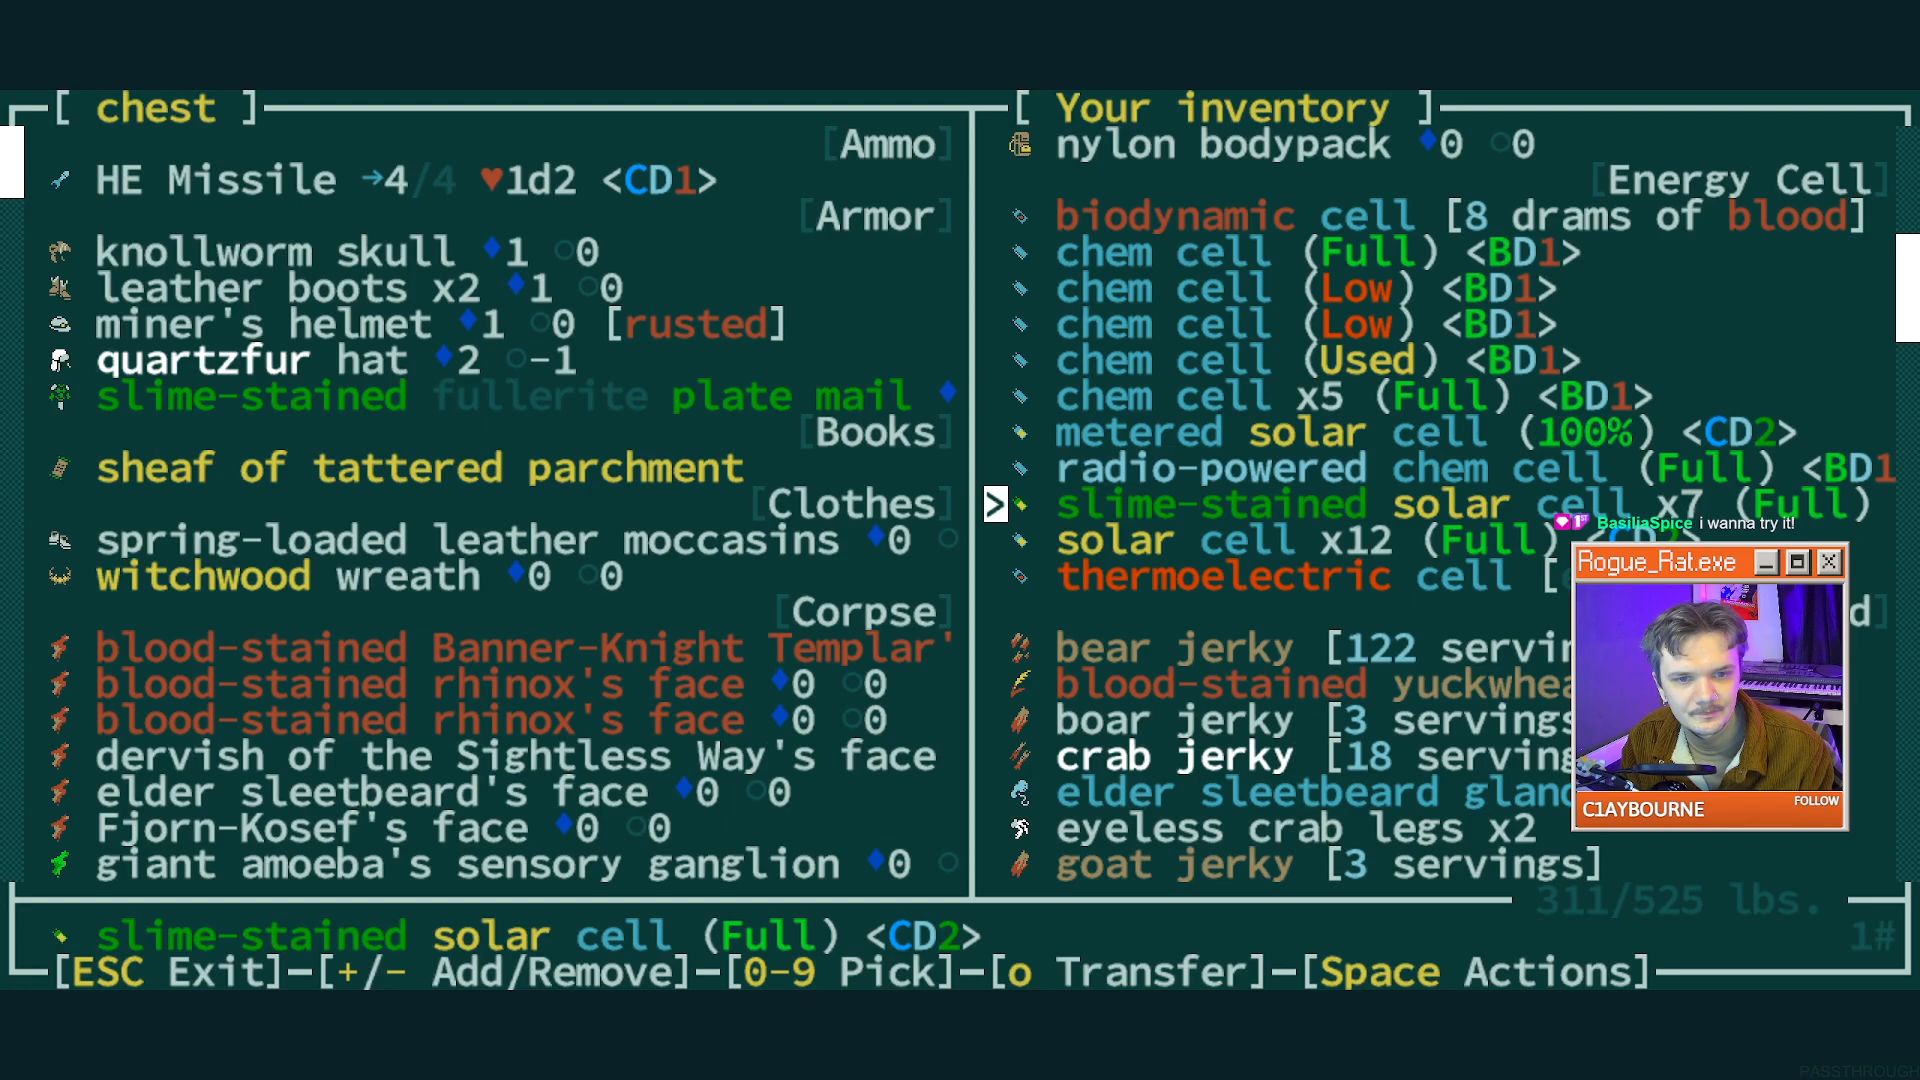 [ chest ]
[Ammo]
HE Missile →4/4 ♥1d2 <CD1>
[Armor]
knollworm skull ♦1 ○0
leather boots x2 ♦1 ○0
miner's helmet ♦1 ○0 [rusted]
quartzfur hat ♦2 ○-1
slime-stained fullerite plate mail ♦
[Books]
sheaf of tattered parchment
[Clothes]
spring-loaded leather moccasins ♦0 ○
witchwood wreath ♦0 ○0
[Corpse]
blood-stained Banner-Knight Templar'
blood-stained rhinox's face ♦0 ○0
blood-stained rhinox's face ♦0 ○0
dervish of the Sightless Way's face
elder sleetbeard's face ♦0 ○0
Fjorn-Kosef's face ♦0 ○0
giant amoeba's sensory ganglion ♦0 ○
[ Your inventory ]
nylon bodypack ♦0 ○0
[Energy Cell]
biodynamic cell [8 drams of blood]
chem cell (Full) <BD1>
chem cell (Low) <BD1>
chem cell (Low) <BD1>
chem cell (Used) <BD1>
chem cell x5 (Full) <BD1>
metered solar cell (100%) <CD2>
radio-powered chem cell (Full) <BD1
> slime-stained solar cell x7 (Full)
solar cell x12 (Full) <CD2>
thermoelectric cell [
d]
bear jerky [122 servin
blood-stained yuckwhea
boar jerky [3 servings
crab jerky [18 serving
elder sleetbeard gland
eyeless crab legs x2
goat jerky [3 servings]
311/525 lbs.
BasiliaSpice i wanna try it!
Rogue_Rat.exe
C1AYBOURNE
FOLLOW
slime-stained solar cell (Full) <CD2>
1#
[ESC Exit]-[+/- Add/Remove]-[0-9 Pick]-[o Transfer]-[Space Actions]
PASSTHROUGH